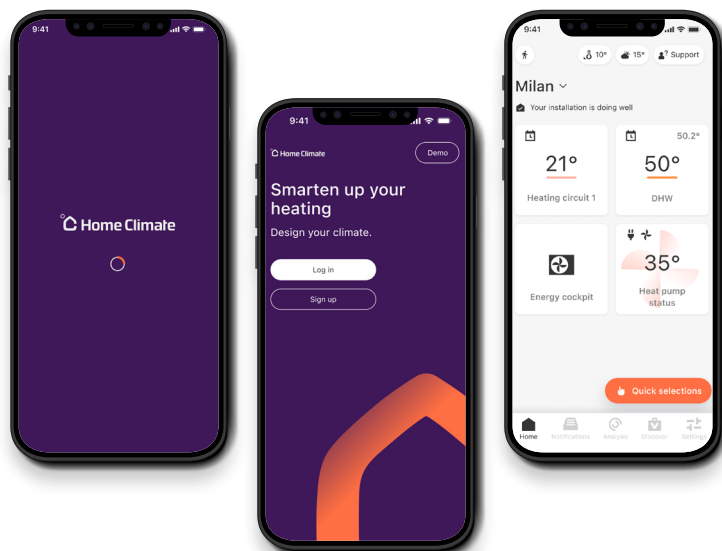 9:41
Home Climate
9:41
Home Climate
Demo
Smarten up your
heating
Design your climate.
Log in
Sign up
9:41
10°
15°
Support
Milan
Your installation is doing well
50.2°
21°
50°
Heating circuit 1
DHW
35°
Energy cockpit
Heat pump
status
Quick selections
Home
Notifications
Analysis
Discover
Settings